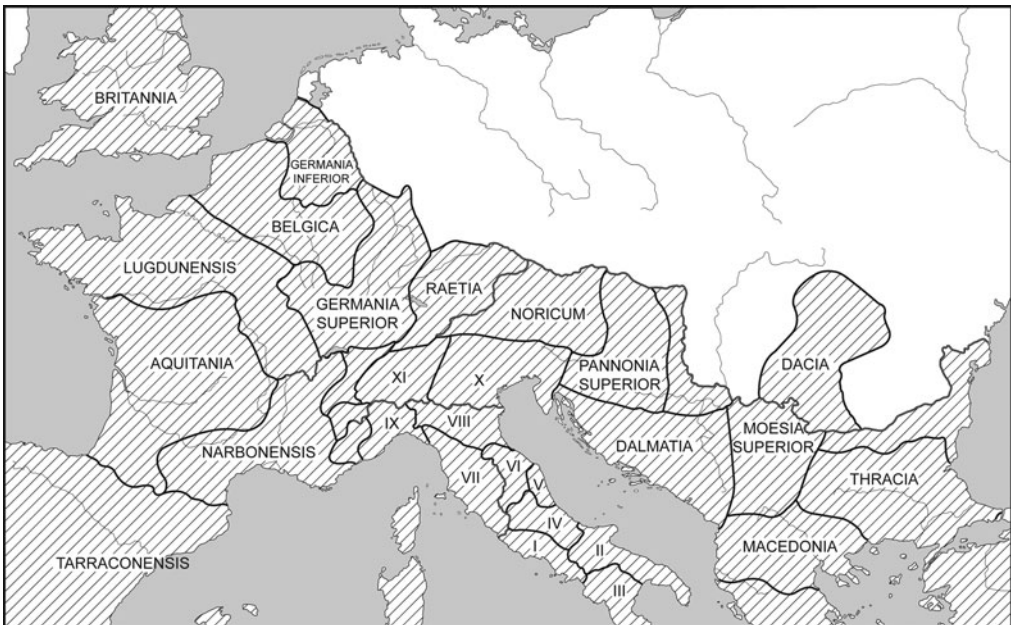 BRITANNIA
GERMANIA
INFERIOR
BELGICA
LUGDUNENSIS
GERMANIA
SUPERIOR
RAETIA
NORICUM
AQUITANIA
XI
X
PANNONIA
SUPERIOR
DACIA
IX
VIII
MOESIA
SUPERIOR
DALMATIA
NARBONENSIS
VII
VI
V
THRACIA
IV
I
II
MACEDONIA
TARRACONENSIS
III